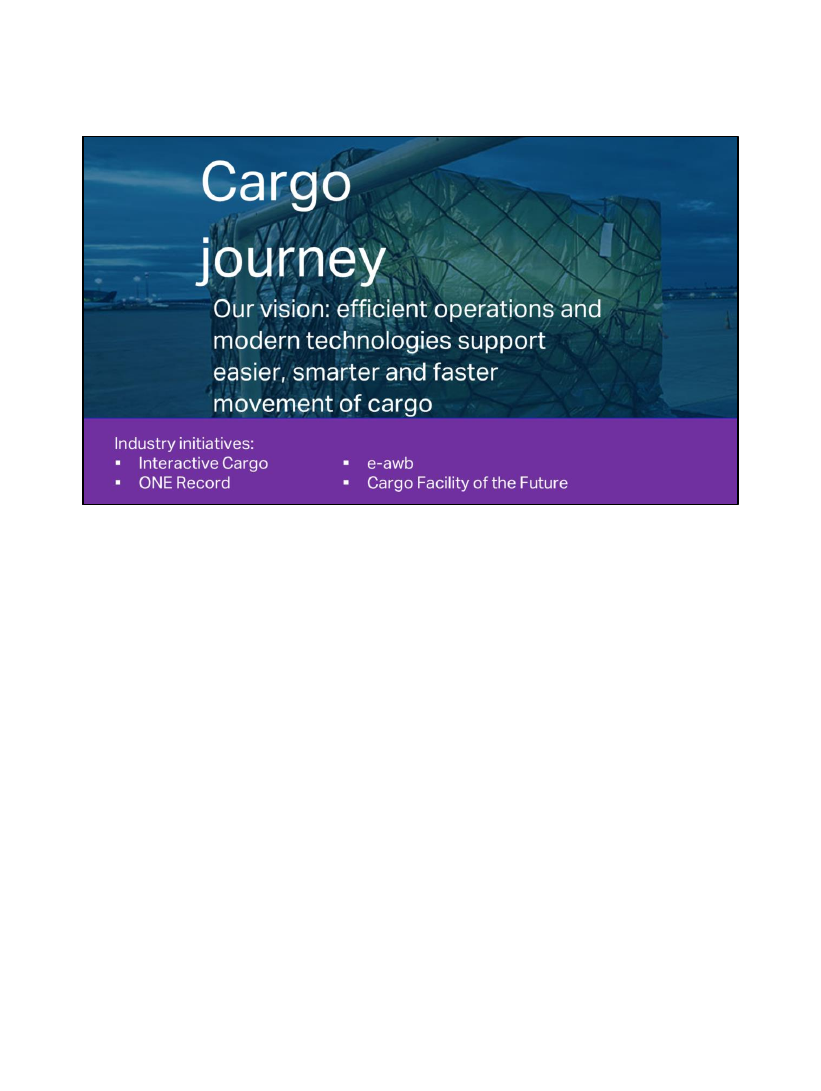 Cargo
journey
Our vision: efficient operations and
modern technologies support
easier, smarter and faster
movement of cargo
Industry initiatives:
▪ Interactive Cargo
▪ ONE Record
▪ e-awb
▪ Cargo Facility of the Future